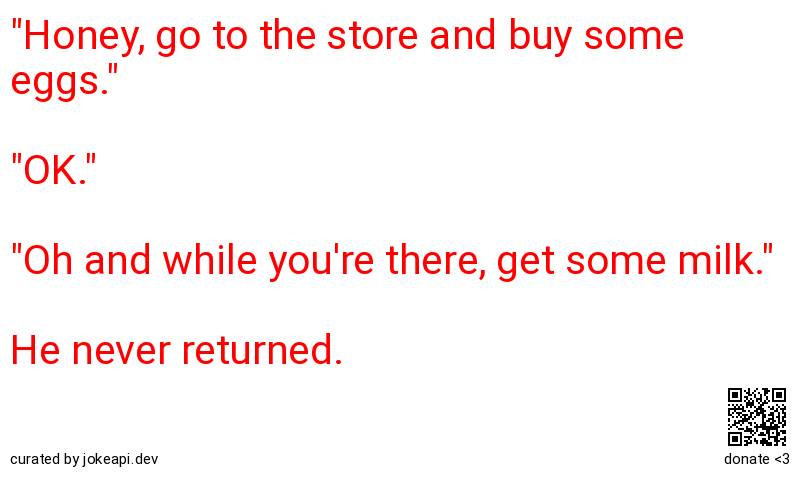 "Honey, go to the store and buy some
eggs."
"OK."
"Oh and while you're there, get some milk."
He never returned.
curated by jokeapi.dev
donate <3